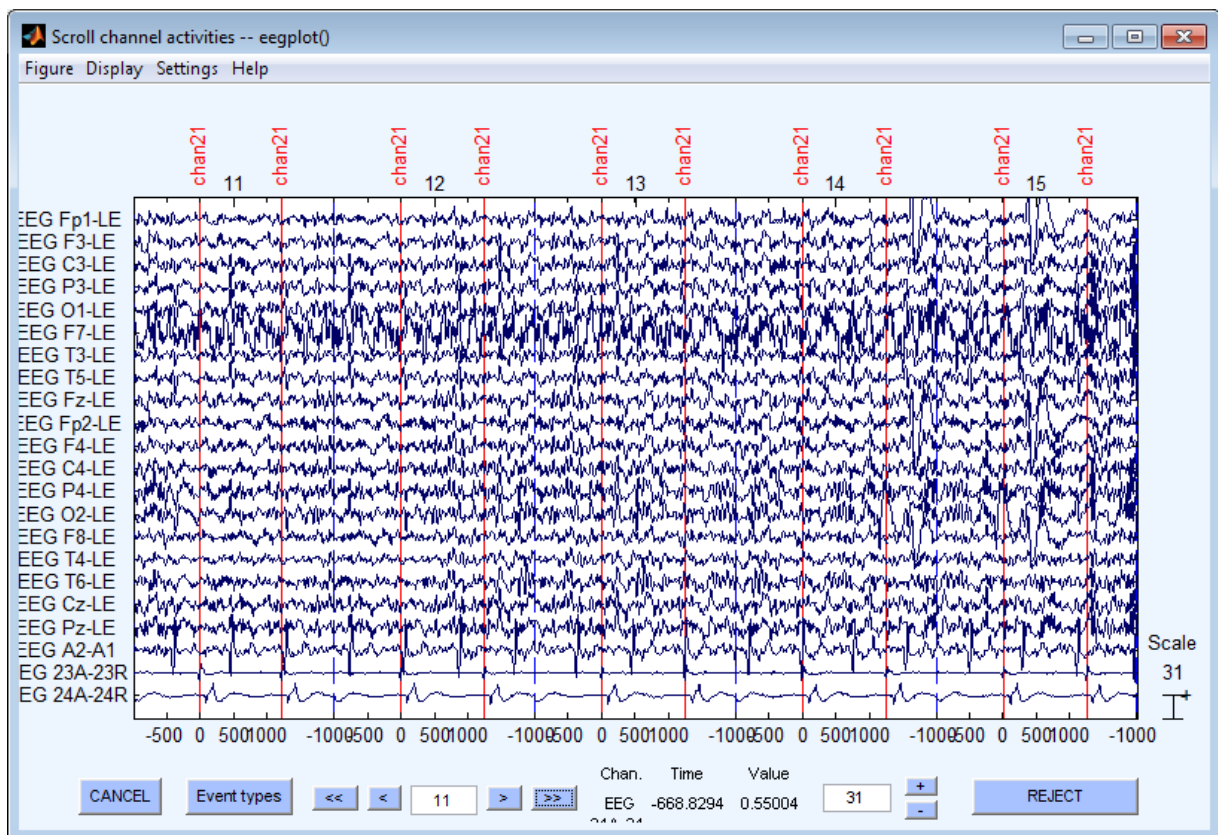 Scroll channel activities -- eegplot()
Figure Display Settings Help
chan21 chan21 chan21 chan21 chan21 chan21 chan21 chan21 chan21 chan21
11 12 13 14 15
EEG Fp1-LE
EEG F3-LE
EEG C3-LE
EEG P3-LE
EEG O1-LE
EEG F7-LE
EEG T3-LE
EEG T5-LE
EEG Fz-LE
EEG Fp2-LE
EEG F4-LE
EEG C4-LE
EEG P4-LE
EEG O2-LE
EEG F8-LE
EEG T4-LE
EEG T6-LE
EEG Cz-LE
EEG Pz-LE
EEG A2-A1
EG 23A-23R
EG 24A-24R
Scale
31
-500 0 500 1000 -1000 -500 0 500 1000 -1000 -500 0 500 1000 -1000 -500 0 500 1000 -1000 -500 0 500 1000 -1000
Chan. Time Value
CANCEL Event types << < 11 > >> EEG -668.8294 0.55004 31 + - REJECT